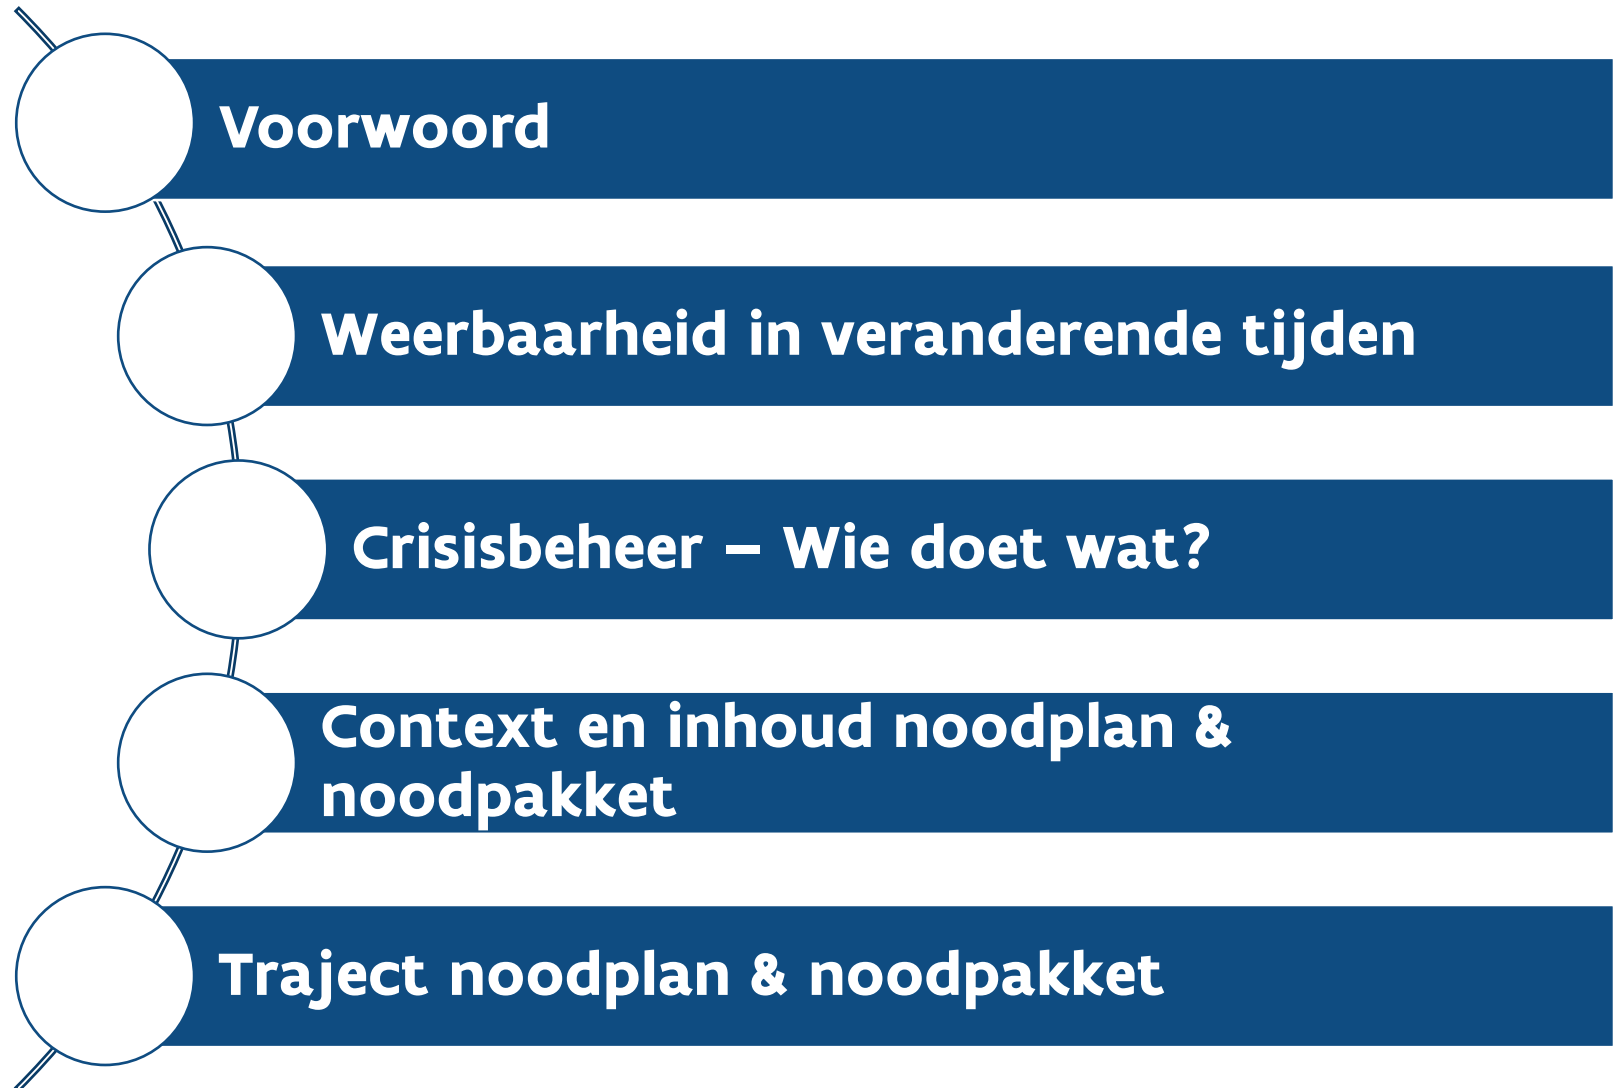 Voorwoord
Weerbaarheid in veranderende tijden
Crisisbeheer – Wie doet wat?
Context en inhoud noodplan &
noodpakket
Traject noodplan & noodpakket